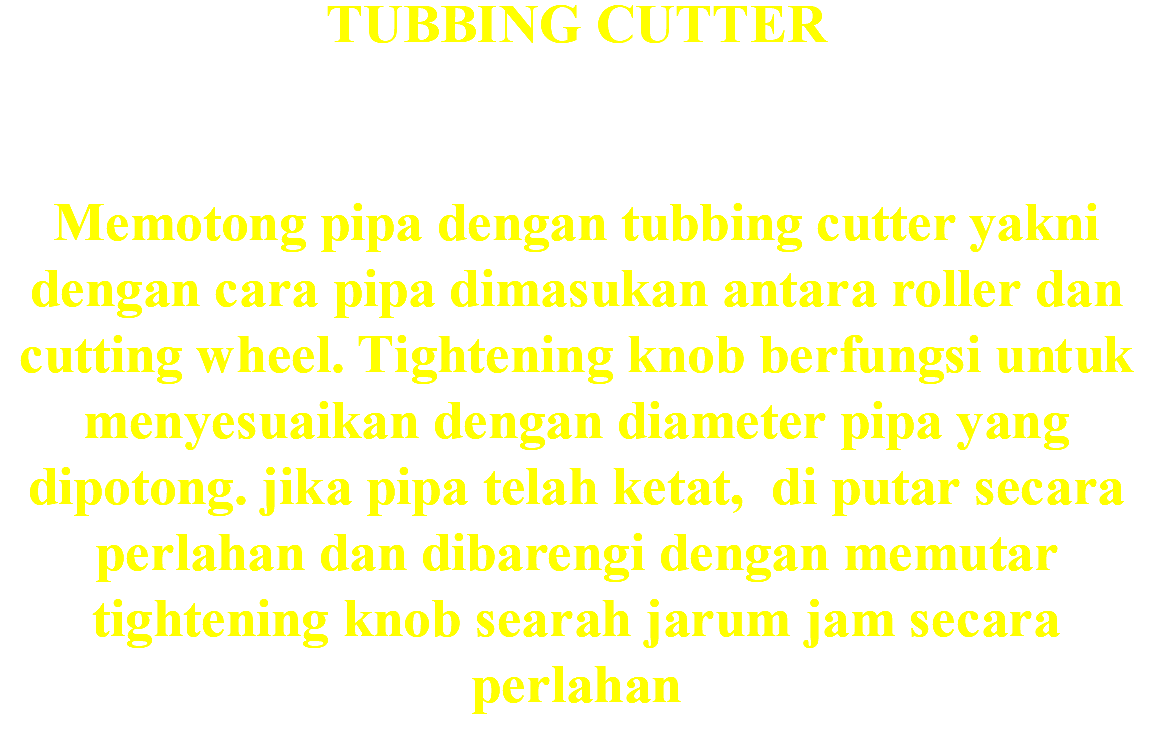 TUBBING CUTTER
Memotong pipa dengan tubbing cutter yakni
dengan cara pipa dimasukan antara roller dan
cutting wheel. Tightening knob berfungsi untuk
menyesuaikan dengan diameter pipa yang
dipotong. jika pipa telah ketat,  di putar secara
perlahan dan dibarengi dengan memutar
tightening knob searah jarum jam secara
perlahan